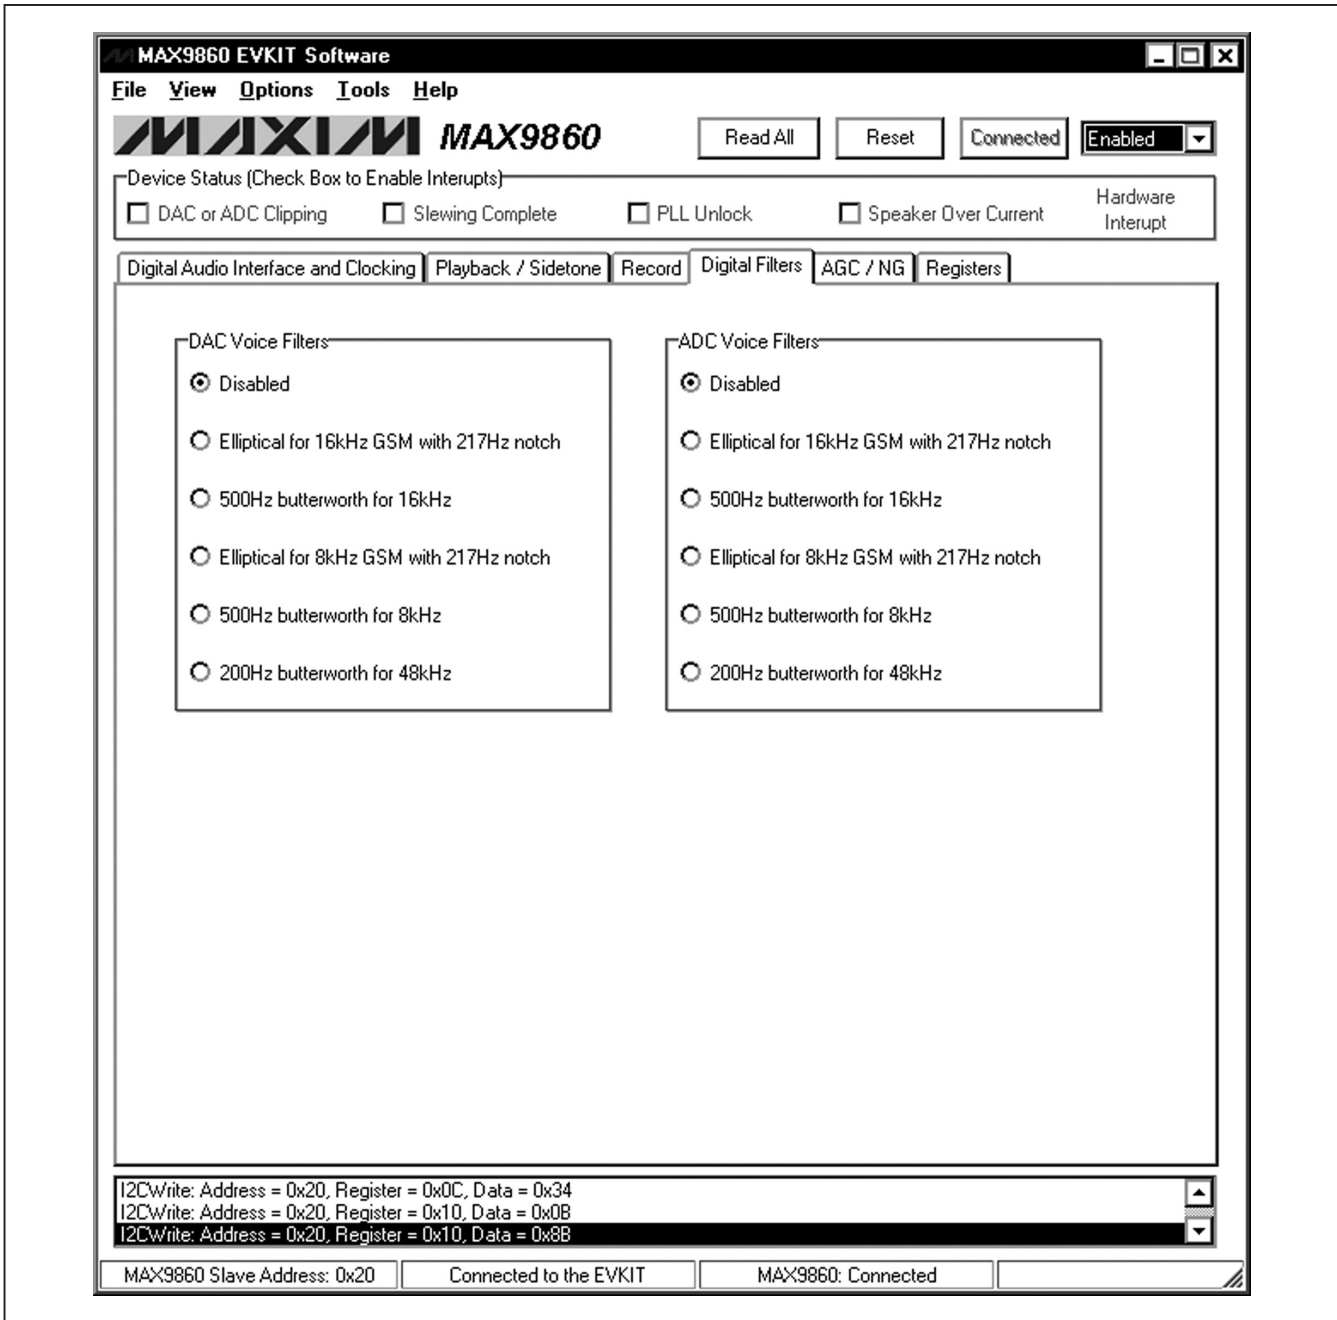 MAX9860 EVKIT Software
File View Options Tools Help
MAXIM MAX9860 Read All Reset Connected Enabled
Device Status (Check Box to Enable Interupts)
DAC or ADC Clipping Slewing Complete PLL Unlock Speaker Over Current Hardware Interupt
Digital Audio Interface and Clocking Playback / Sidetone Record Digital Filters AGC / NG Registers
DAC Voice Filters
Disabled
Elliptical for 16kHz GSM with 217Hz notch
500Hz butterworth for 16kHz
Elliptical for 8kHz GSM with 217Hz notch
500Hz butterworth for 8kHz
200Hz butterworth for 48kHz
ADC Voice Filters
Disabled
Elliptical for 16kHz GSM with 217Hz notch
500Hz butterworth for 16kHz
Elliptical for 8kHz GSM with 217Hz notch
500Hz butterworth for 8kHz
200Hz butterworth for 48kHz
I2CWrite: Address = 0x20, Register = 0x0C, Data = 0x34
I2CWrite: Address = 0x20, Register = 0x10, Data = 0x0B
I2CWrite: Address = 0x20, Register = 0x10, Data = 0x8B
MAX9860 Slave Address: 0x20 Connected to the EVKIT MAX9860: Connected